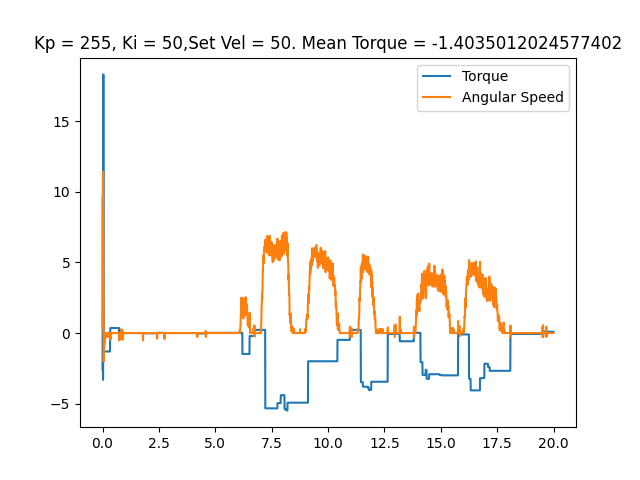 Kp = 255, Ki = 50,Set Vel = 50. Mean Torque = -1.4035012024577402
Torque
Angular Speed
15
10
5
0
−5
0.0 2.5 5.0 7.5 10.0 12.5 15.0 17.5 20.0